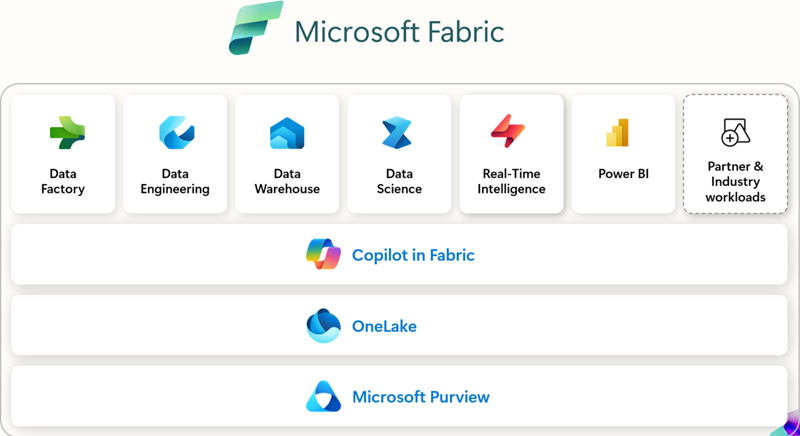 Microsoft Fabric
Data
Factory
Data
Engineering
Data
Warehouse
Data
Science
Real-Time
Intelligence
Power BI
Partner &
Industry
workloads
Copilot in Fabric
OneLake
Microsoft Purview